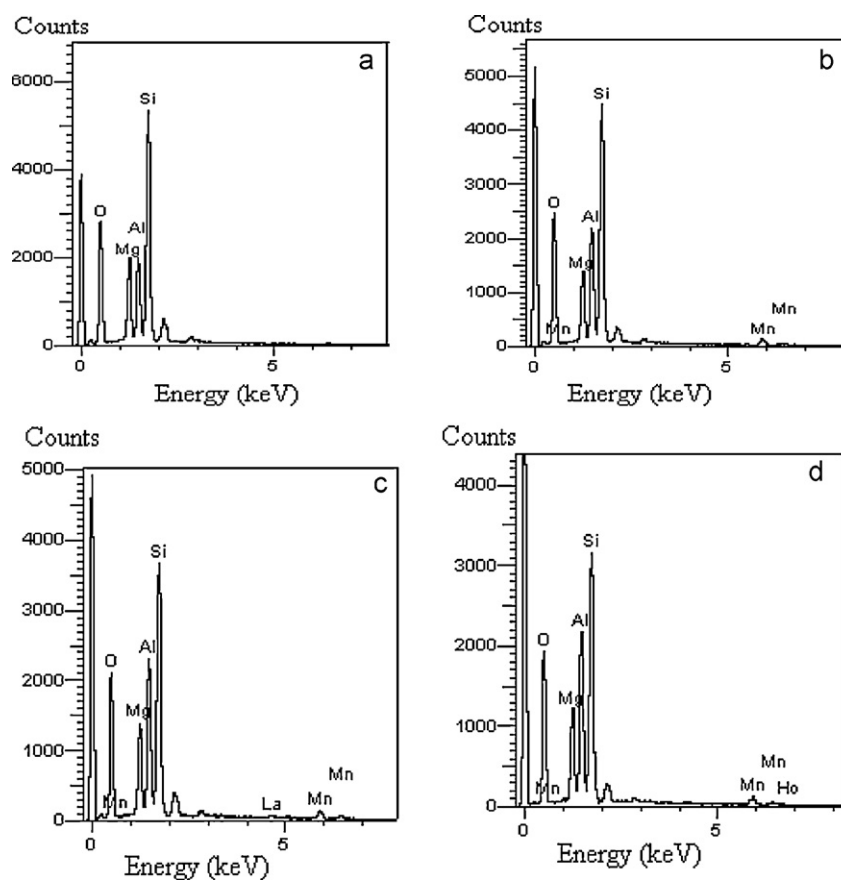 Counts
a
6000
4000
2000
0
Si
O
Al
Mg
5
Energy (keV)
Counts
b
5000
4000
3000
2000
1000
0
Si
O
Al
Mg
Mn
Mn
Mn
0
5
Energy (keV)
Counts
c
5000
4000
3000
2000
1000
0
Si
O
Al
Mg
Mn
La
Mn
Mn
0
5
Energy (keV)
Counts
d
4000
3000
2000
1000
0
Si
Al
O
Mg
Mn
Mn
Mn
Ho
0
5
Energy (keV)